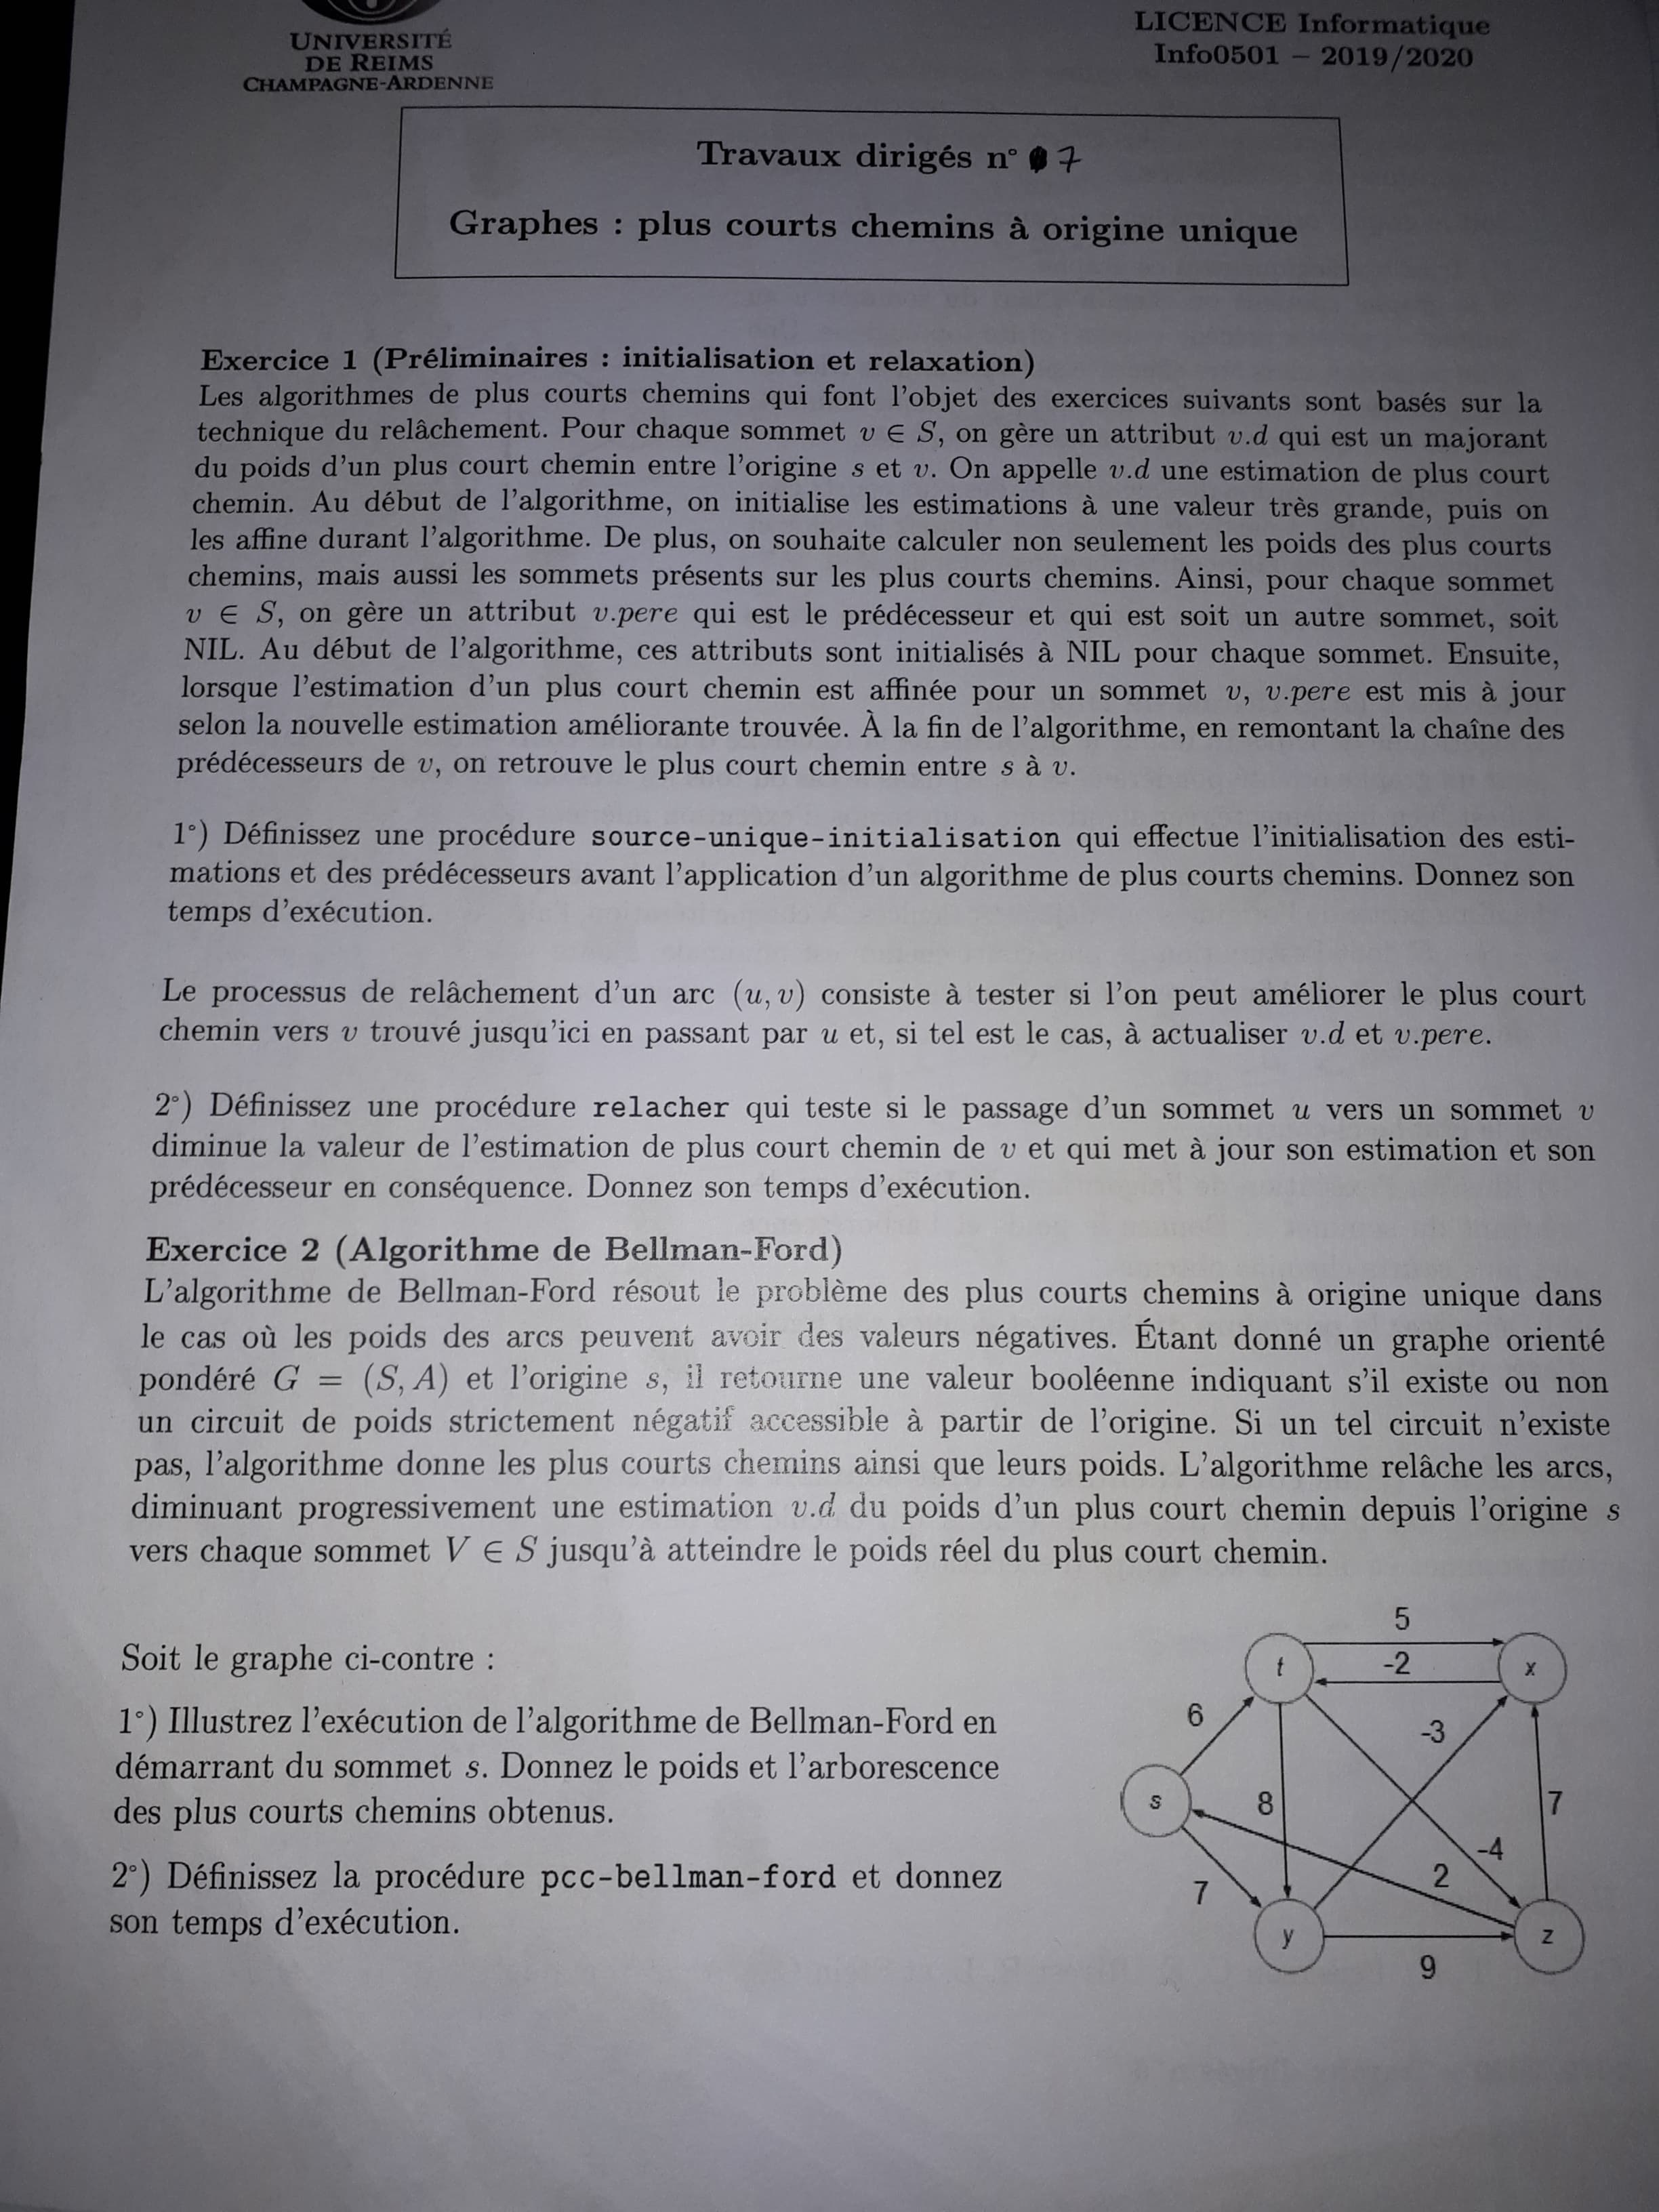 UNIVERSITÉ
DE REIMS
CHAMPAGNE-ARDENNE
LICENCE Informatique
Info0501 – 2019/2020
Travaux dirigés n° 7
Graphes : plus courts chemins à origine unique
Exercice 1 (Préliminaires : initialisation et relaxation)
Les algorithmes de plus courts chemins qui font l'objet des exercices suivants sont basés sur la
technique du relâchement. Pour chaque sommet v ∈ S, on gère un attribut v.d qui est un majorant
du poids d'un plus court chemin entre l'origine s et v. On appelle v.d une estimation de plus court
chemin. Au début de l'algorithme, on initialise les estimations à une valeur très grande, puis on
les affine durant l'algorithme. De plus, on souhaite calculer non seulement les poids des plus courts
chemins, mais aussi les sommets présents sur les plus courts chemins. Ainsi, pour chaque sommet
v ∈ S, on gère un attribut v.pere qui est le prédécesseur et qui est soit un autre sommet, soit
NIL. Au début de l'algorithme, ces attributs sont initialisés à NIL pour chaque sommet. Ensuite,
lorsque l'estimation d'un plus court chemin est affinée pour un sommet v, v.pere est mis à jour
selon la nouvelle estimation améliorante trouvée. À la fin de l'algorithme, en remontant la chaîne des
prédécesseurs de v, on retrouve le plus court chemin entre s à v.
1°) Définissez une procédure source-unique-initialisation qui effectue l'initialisation des esti-
mations et des prédécesseurs avant l'application d'un algorithme de plus courts chemins. Donnez son
temps d'exécution.
Le processus de relâchement d'un arc (u, v) consiste à tester si l'on peut améliorer le plus court
chemin vers v trouvé jusqu'ici en passant par u et, si tel est le cas, à actualiser v.d et v.pere.
2°) Définissez une procédure relacher qui teste si le passage d'un sommet u vers un sommet v
diminue la valeur de l'estimation de plus court chemin de v et qui met à jour son estimation et son
prédécesseur en conséquence. Donnez son temps d'exécution.
Exercice 2 (Algorithme de Bellman-Ford)
L'algorithme de Bellman-Ford résout le problème des plus courts chemins à origine unique dans
le cas où les poids des arcs peuvent avoir des valeurs négatives. Étant donné un graphe orienté
pondéré G = (S, A) et l'origine s, il retourne une valeur booléenne indiquant s'il existe ou non
un circuit de poids strictement négatif accessible à partir de l'origine. Si un tel circuit n'existe
pas, l'algorithme donne les plus courts chemins ainsi que leurs poids. L'algorithme relâche les arcs,
diminuant progressivement une estimation v.d du poids d'un plus court chemin depuis l'origine s
vers chaque sommet V ∈ S jusqu'à atteindre le poids réel du plus court chemin.
Soit le graphe ci-contre :
1°) Illustrez l'exécution de l'algorithme de Bellman-Ford en
démarrant du sommet s. Donnez le poids et l'arborescence
des plus courts chemins obtenus.
2°) Définissez la procédure pcc-bellman-ford et donnez
son temps d'exécution.
5
t
-2
x
6
-3
s
8
7
-4
2
7
y
z
9